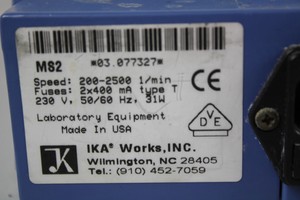 MS2
*03.077327*
Speed: 200-2500 1/min
Fuses: 2x400 mA type T
230 V, 50/60 Hz, 31W
CE
Laboratory Equipment
Made In USA
VDE
IKA® Works,INC.
Wilmington, NC 28405
Tel.: (910) 452-7059